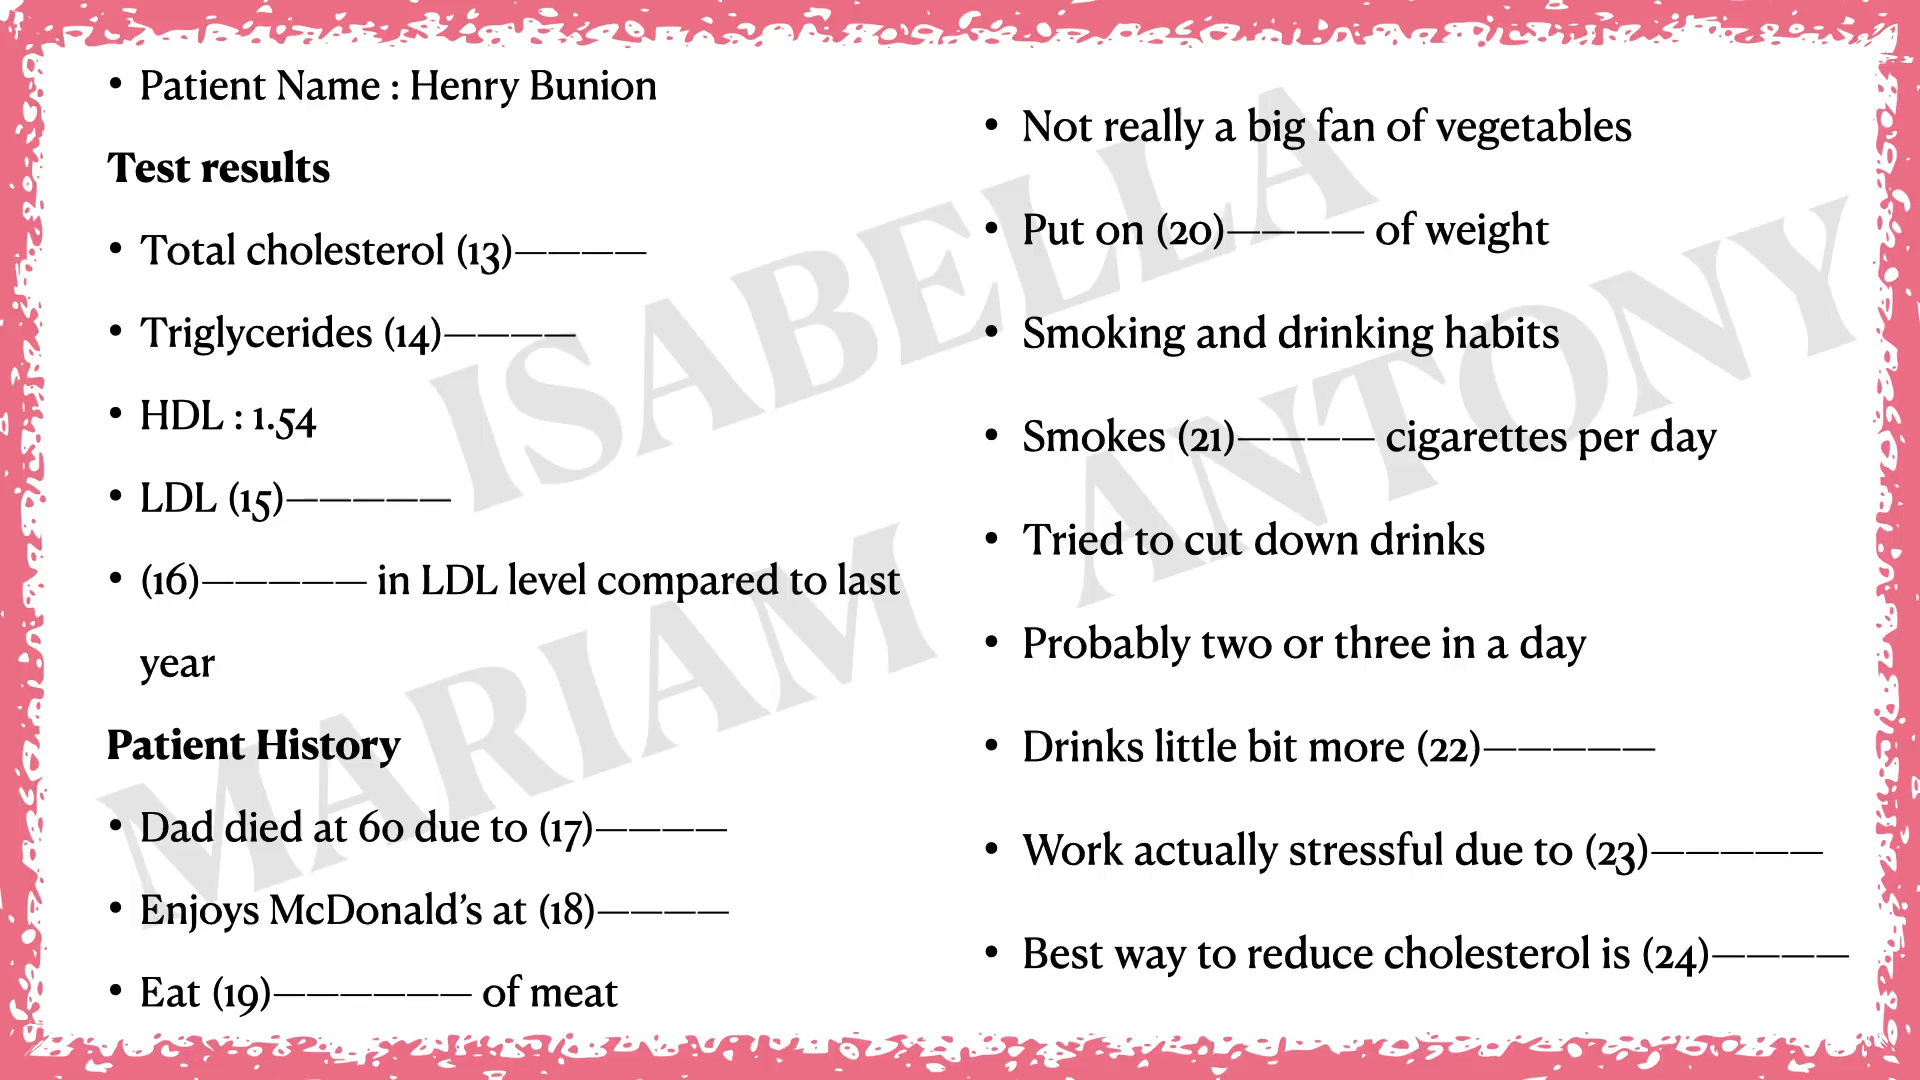 • Patient Name : Henry Bunion
Test results
• Total cholesterol (13)————
• Triglycerides (14)————
• HDL : 1.54
• LDL (15)—————
• (16)————— in LDL level compared to last
year
Patient History
• Dad died at 60 due to (17)————
• Enjoys McDonald’s at (18)————
• Eat (19)—————— of meat
• Not really a big fan of vegetables
• Put on (20)———— of weight
• Smoking and drinking habits
• Smokes (21)———— cigarettes per day
• Tried to cut down drinks
• Probably two or three in a day
• Drinks little bit more (22)—————
• Work actually stressful due to (23)—————
• Best way to reduce cholesterol is (24)————
ISABELLA
MARIAM ANTONY